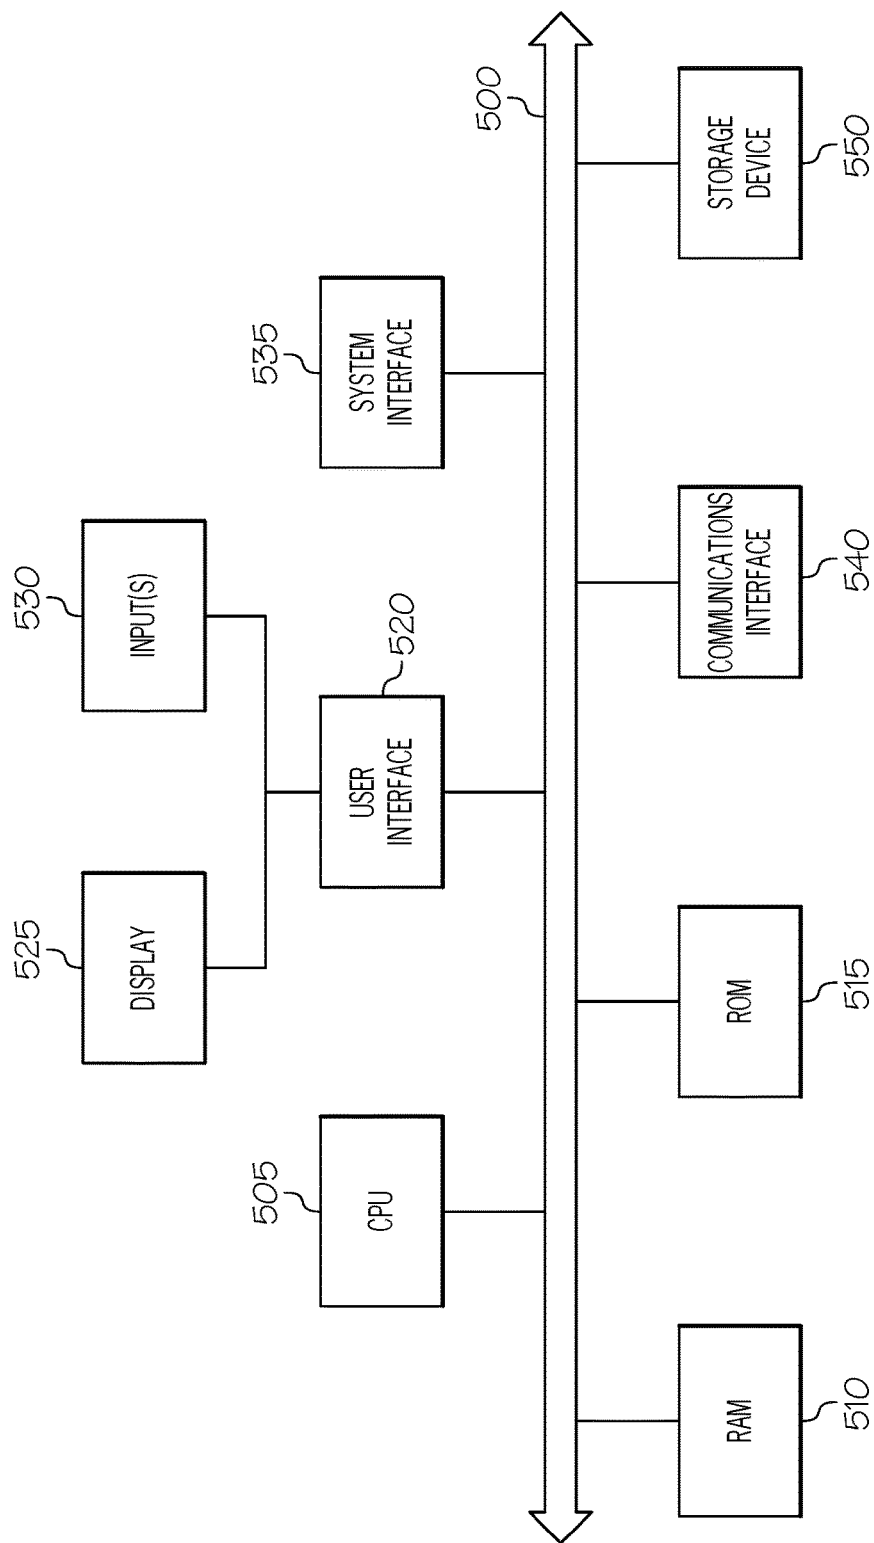 525
530
DISPLAY
INPUT(S)
505
520
535
CPU
USER
INTERFACE
SYSTEM
INTERFACE
500
RAM
ROM
COMMUNICATIONS
INTERFACE
STORAGE
DEVICE
510
515
540
550